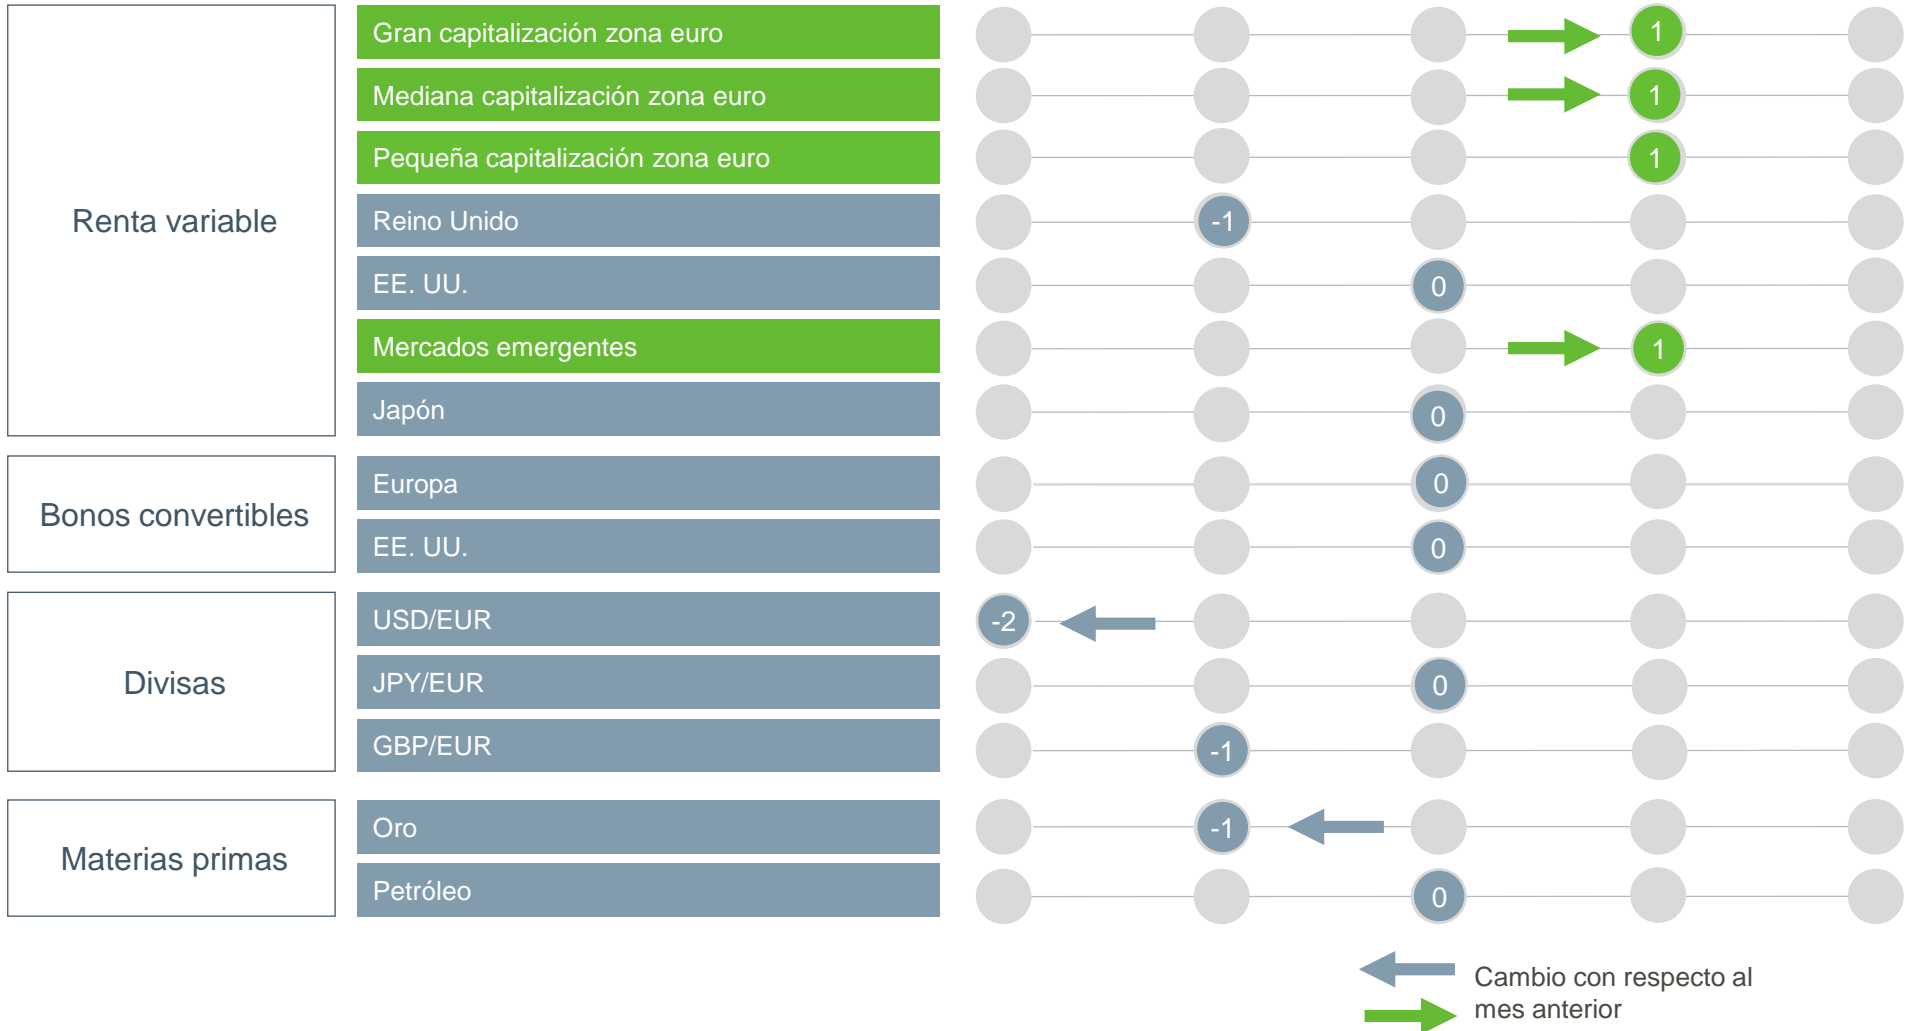 Renta variable
Gran capitalización zona euro
1
Mediana capitalización zona euro
1
Pequeña capitalización zona euro
1
Reino Unido
-1
EE. UU.
0
Mercados emergentes
1
Japón
0
Bonos convertibles
Europa
0
EE. UU.
0
Divisas
USD/EUR
-2
JPY/EUR
0
GBP/EUR
-1
Materias primas
Oro
-1
Petróleo
0
Cambio con respecto al
mes anterior